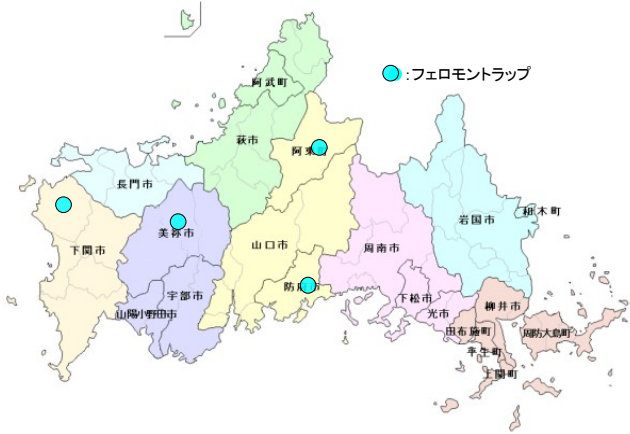 :フェロモントラップ
阿武町
萩市
阿東
長門市
岩国市
和木町
美祢市
下関市
山口市
周南市
防府市
宇部市
下松市
柳井市
山陽小野田市
光市
田布施町
周防大島町
平生町
上関町